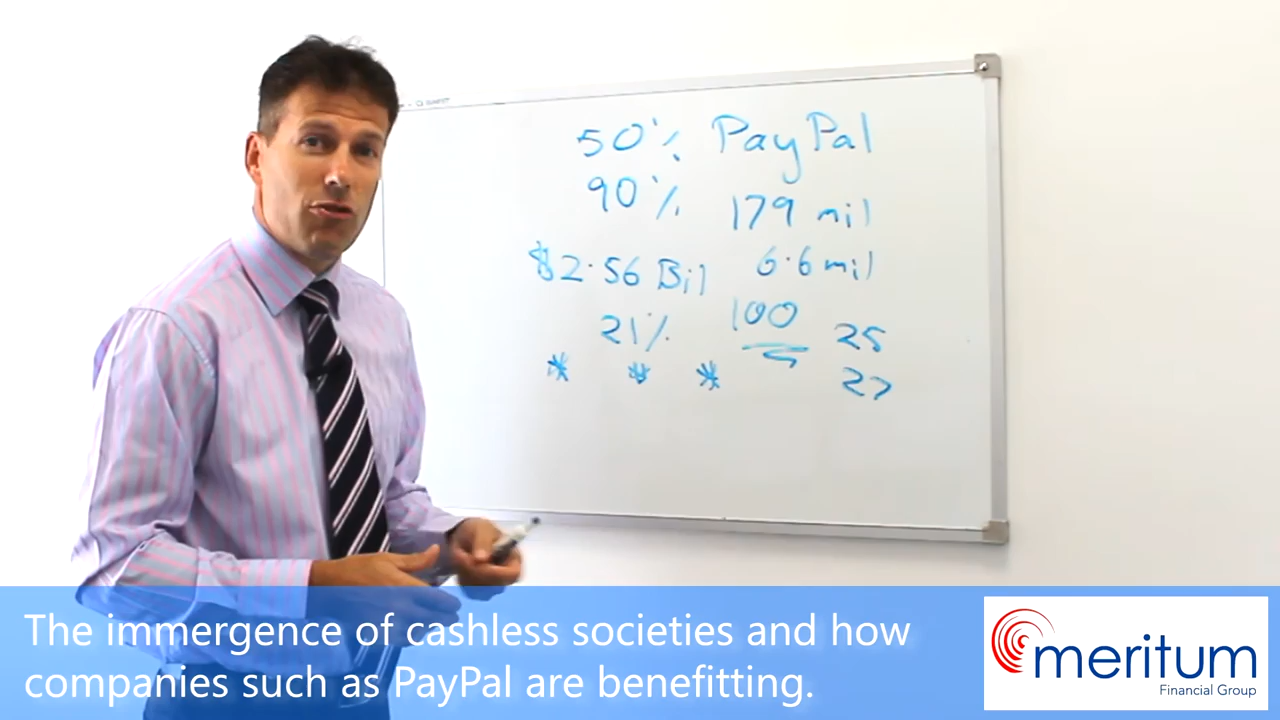 50% PayPal
90% 179 mil
$2.56 Bil 6.6 mil
21% 100 25
* * * 27
The immergence of cashless societies and how
companies such as PayPal are benefitting.
meritum
Financial Group